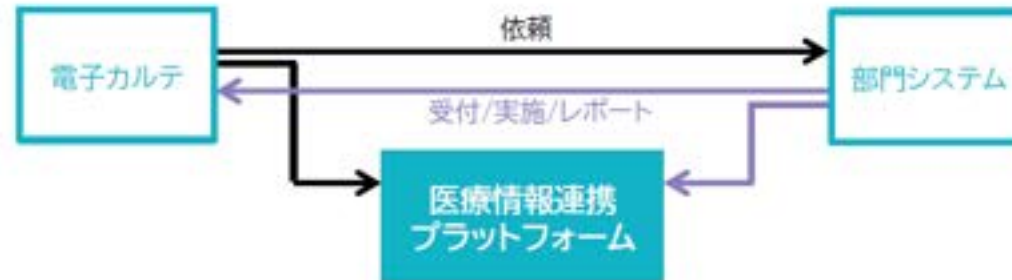 依頼
電子カルテ
部門システム
受付/実施/レポート
医療情報連携
プラットフォーム